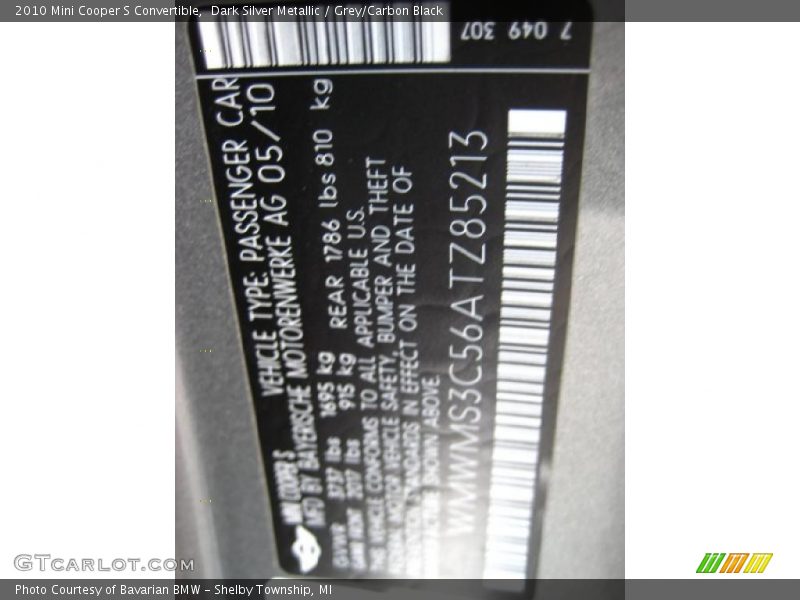 2010 Mini Cooper S Convertible,  Dark Silver Metallic / Grey/Carbon Black
7 049 307
MINI COOPER S VEHICLE TYPE: PASSENGER CAR
MFD BY BAYERISCHE MOTORENWERKE AG 05/10
GVWR 3737 lbs 1695 kg
GAWR FRONT 2017 lbs 915 kg REAR 1786 lbs 810 kg
THIS VEHICLE CONFORMS TO ALL APPLICABLE U.S.
FEDERAL MOTOR VEHICLE SAFETY, BUMPER AND THEFT
PREVENTION STANDARDS IN EFFECT ON THE DATE OF
MANUFACTURE SHOWN ABOVE.
WMWMS3C56ATZ85213
GTCarLot.com
Photo Courtesy of Bavarian BMW – Shelby Township, MI